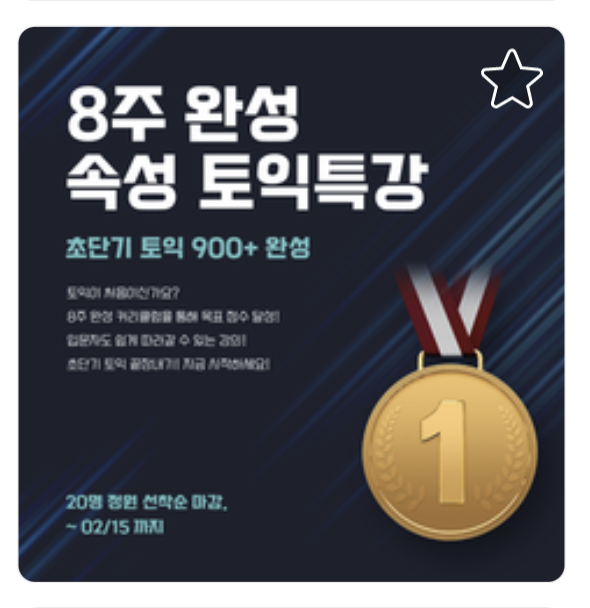 8주 완성
속성 토익특강
초단기 토익 900+ 완성
토익이 처음이신가요?
8주 완성 커리큘럼을 통해 목표 점수 달성!
입문자도 쉽게 따라갈 수 있는 강의!
초단기 토익 끝장내기! 지금 시작하세요!
1
20명 정원 선착순 마감,
~ 02/15 까지